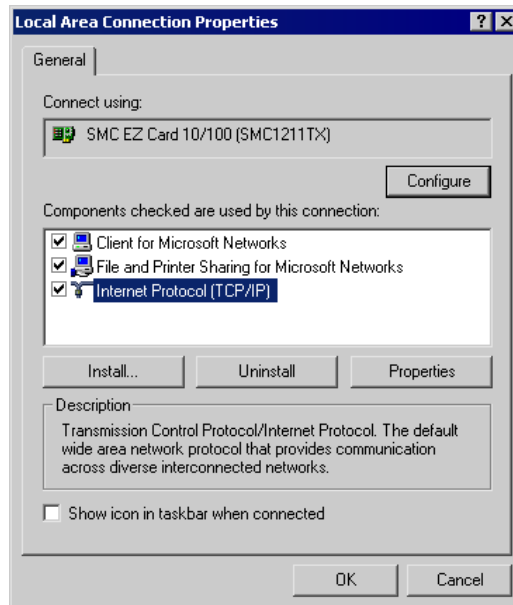 Local Area Connection Properties
General
Connect using:
SMC EZ Card 10/100 (SMC1211TX)
Configure
Components checked are used by this connection:
Client for Microsoft Networks
File and Printer Sharing for Microsoft Networks
Internet Protocol (TCP/IP)
Install...
Uninstall
Properties
Description
Transmission Control Protocol/Internet Protocol. The default
wide area network protocol that provides communication
across diverse interconnected networks.
Show icon in taskbar when connected
OK
Cancel